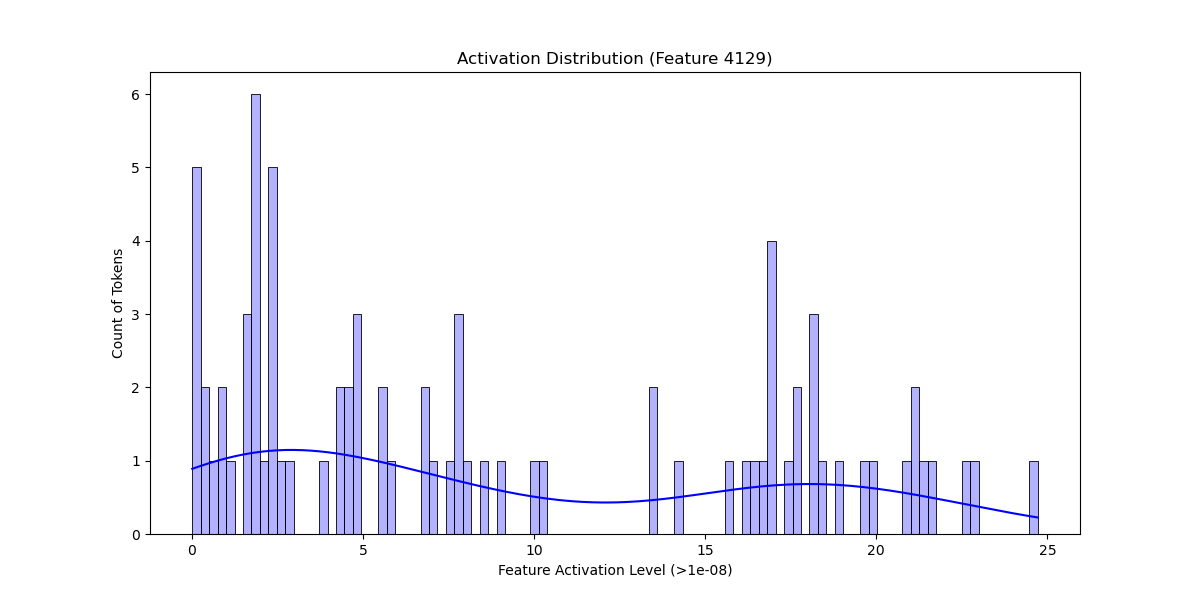 Activation Distribution (Feature 4129)
6
5
4
3
2
1
0
Count of Tokens
0 5 10 15 20 25
Feature Activation Level (>1e-08)